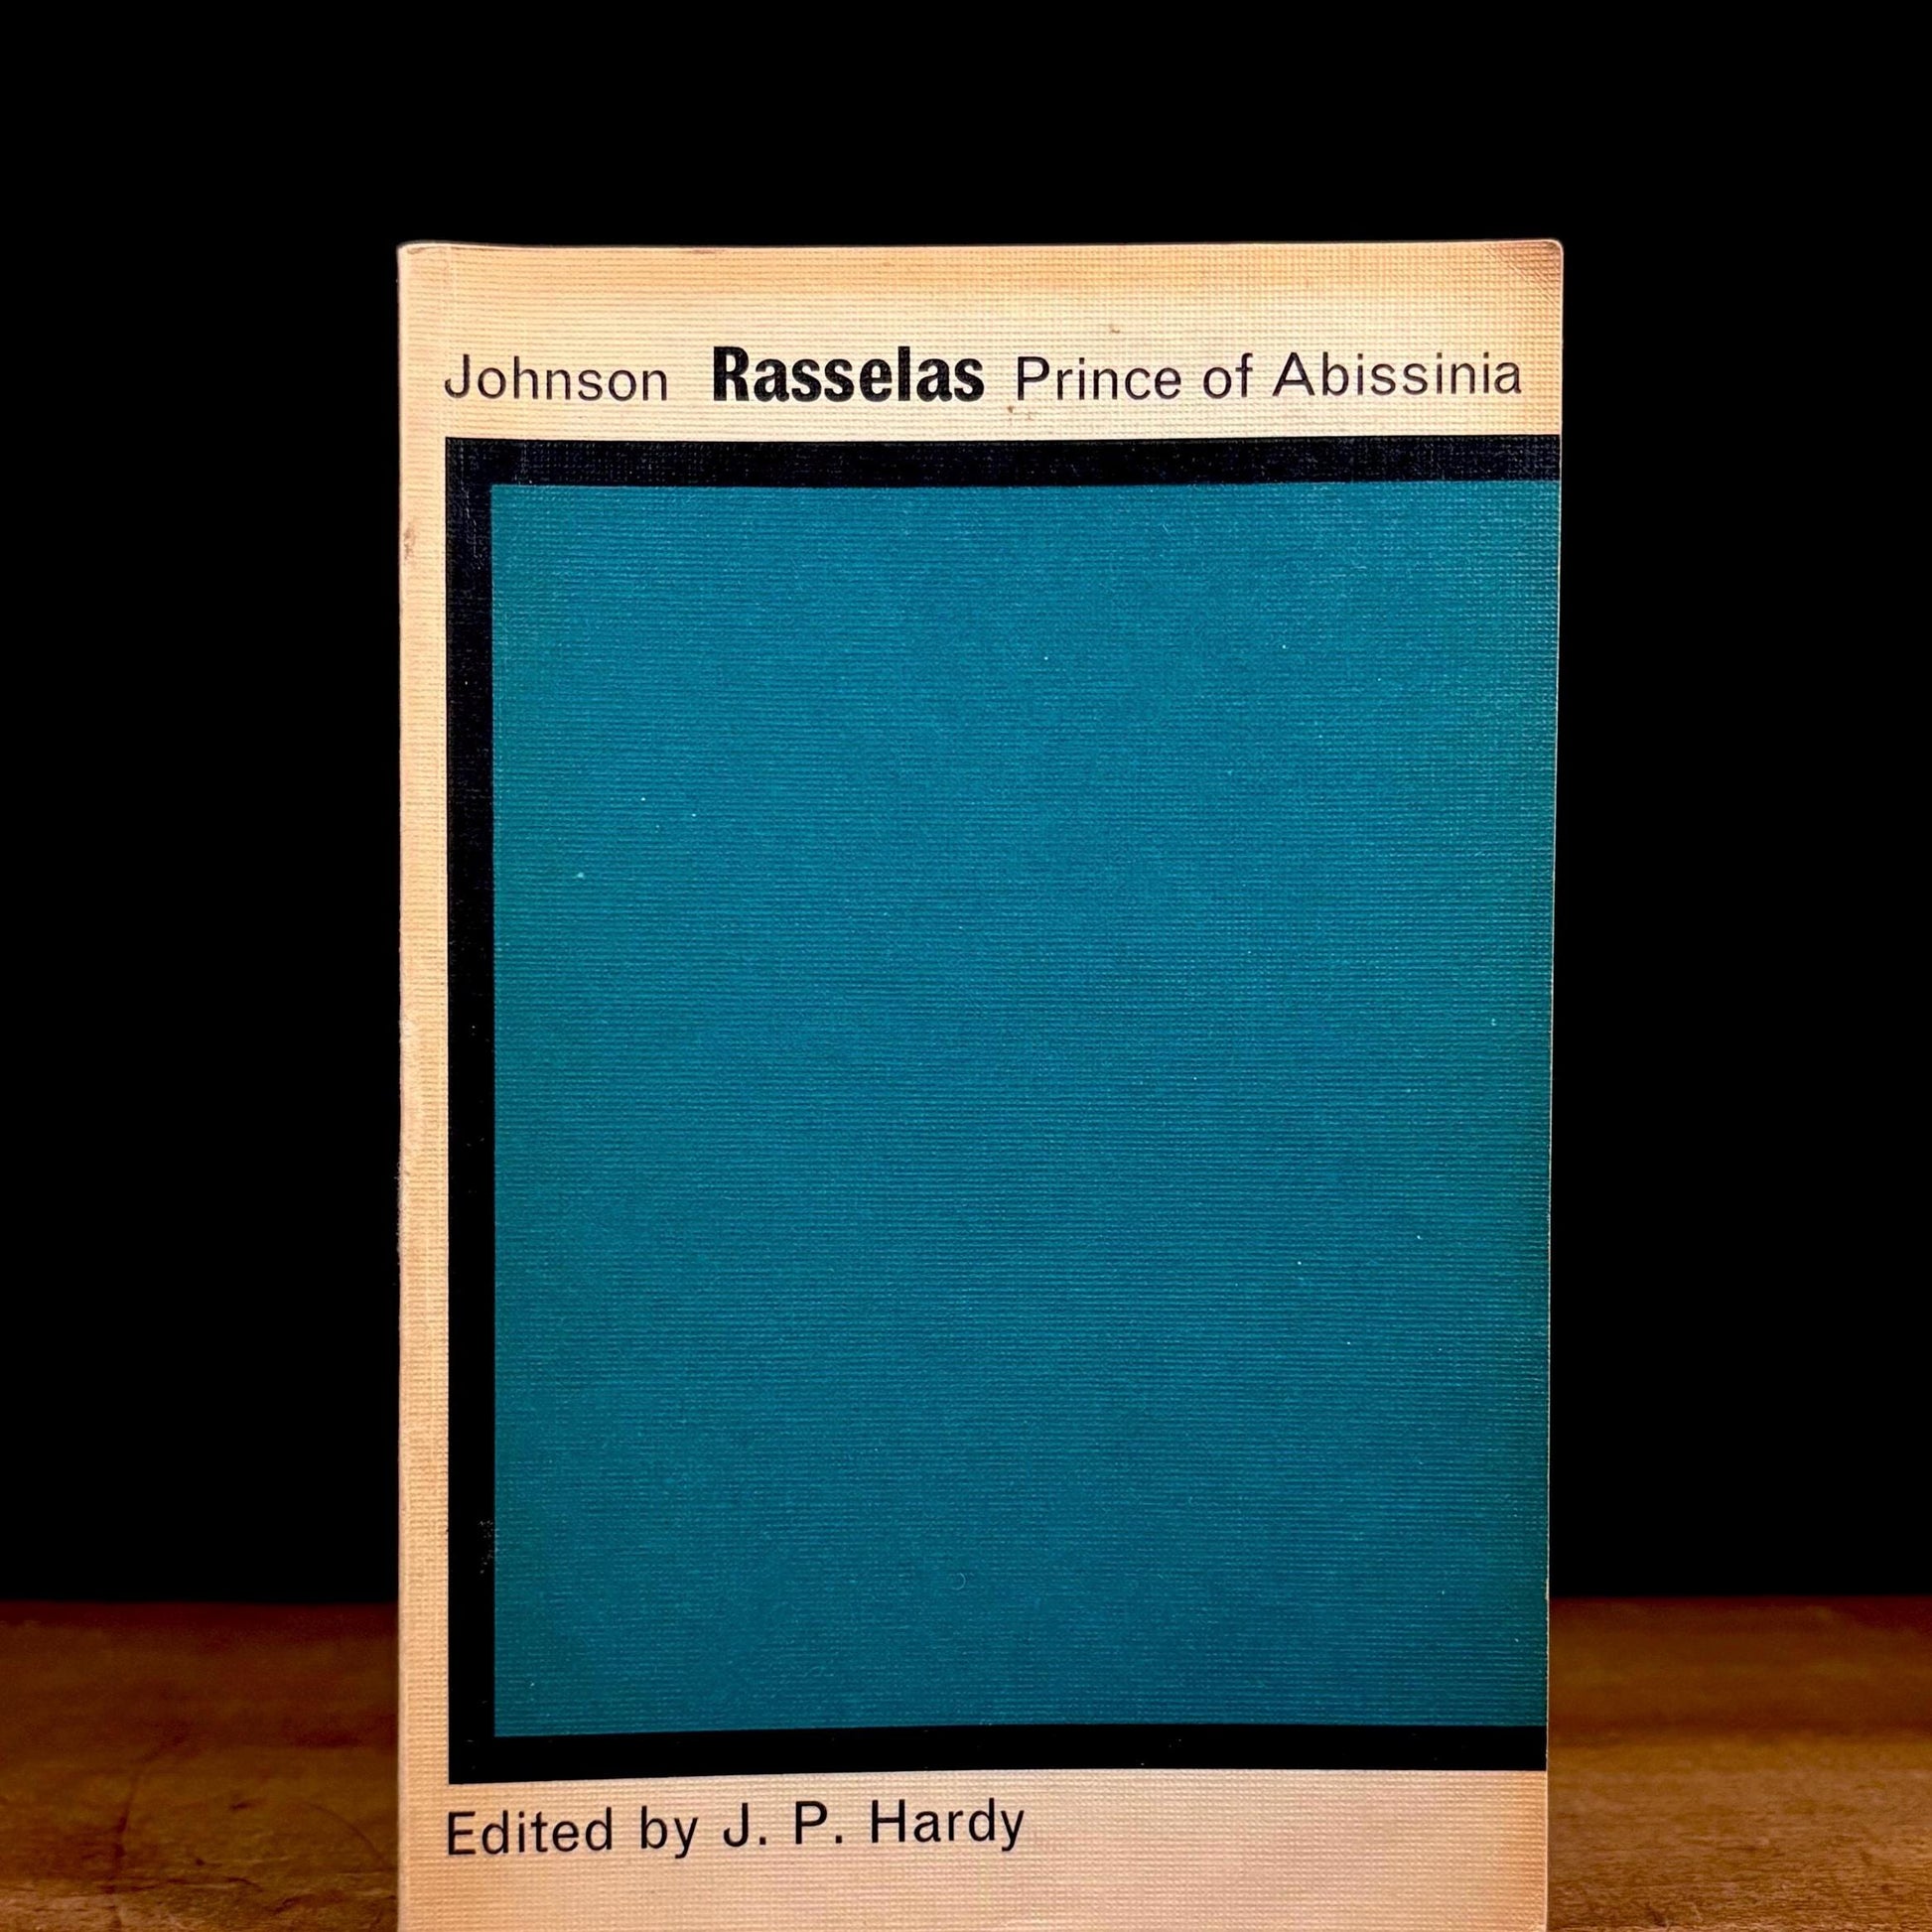 Johnson Rasselas Prince of Abissinia
Edited by J. P. Hardy